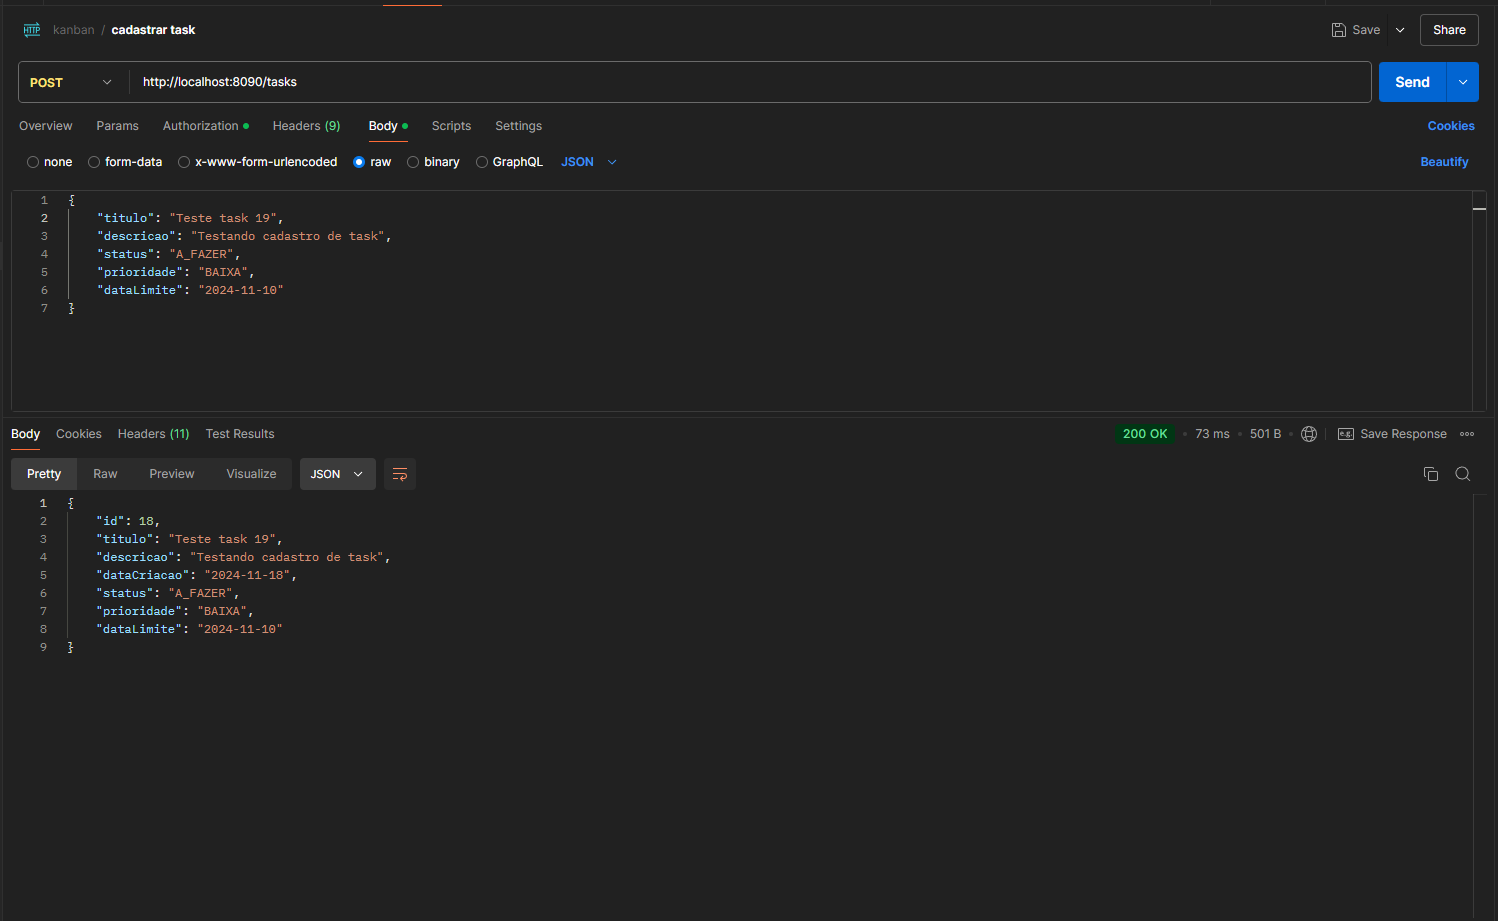 HTTP kanban / cadastrar task Save Share
POST http://localhost:8090/tasks Send
Overview Params Authorization Headers (9) Body Scripts Settings Cookies
none form-data x-www-form-urlencoded raw binary GraphQL JSON Beautify
1 {
2 "titulo": "Teste task 19",
3 "descricao": "Testando cadastro de task",
4 "status": "A_FAZER",
5 "prioridade": "BAIXA",
6 "dataLimite": "2024-11-10"
7 }
Body Cookies Headers (11) Test Results 200 OK • 73 ms • 501 B • e.g. Save Response
Pretty Raw Preview Visualize JSON
1 {
2 "id": 18,
3 "titulo": "Teste task 19",
4 "descricao": "Testando cadastro de task",
5 "dataCriacao": "2024-11-18",
6 "status": "A_FAZER",
7 "prioridade": "BAIXA",
8 "dataLimite": "2024-11-10"
9 }